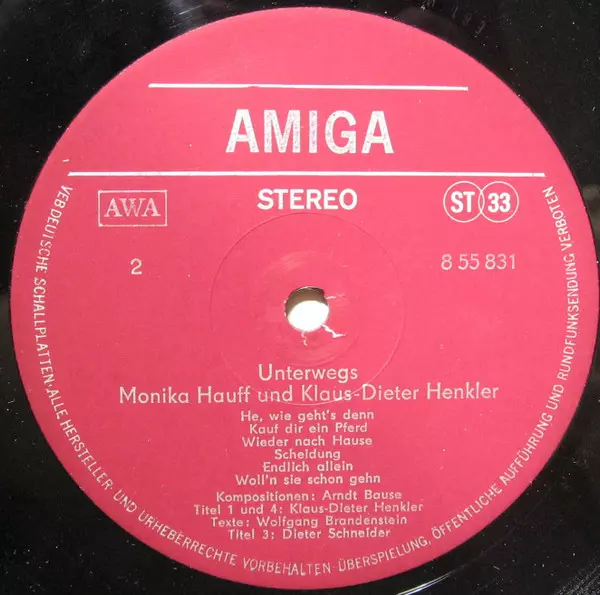 AMIGA
AWA
STEREO
ST 33
2
8 55 831
Unterwegs
Monika Hauff und Klaus-Dieter Henkler
He, wie geht's denn
Kauf dir ein Pferd
Wieder nach Hause
Scheidung
Endlich allein
Woll'n sie schon gehn
Kompositionen: Arndt Bause
Titel 1 und 4: Klaus-Dieter Henkler
Texte: Wolfgang Brandenstein
Titel 3: Dieter Schneider
VEB DEUTSCHE SCHALLPLATTEN · ALLE HERSTELLER- UND URHEBERRECHTE VORBEHALTEN · ÜBERSPIELUNG, ÖFFENTLICHE AUFFÜHRUNG UND RUNDFUNKSENDUNG VERBOTEN